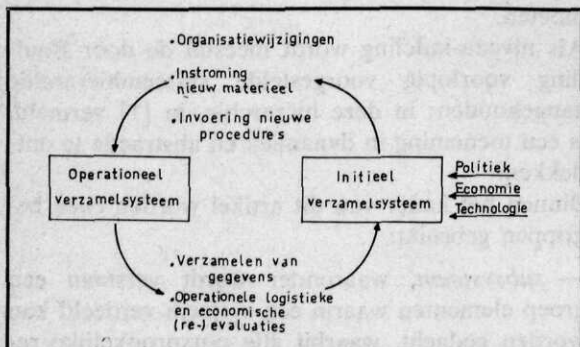 •Organisatiewijzigingen
•Instroming
nieuw materieel
•Invoering nieuwe
procedures
Operationeel
verzamelsysteem
Initieel
verzamelsysteem
Politiek
Economie
Technologie
•Verzamelen van
gegevens
•Operationele logistieke
en economische
(re-) evaluaties